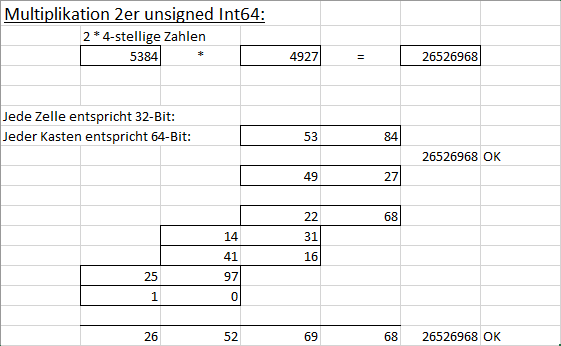 Multiplikation 2er unsigned Int64:
2 * 4-stellige Zahlen
5384 * 4927 = 26526968
Jede Zelle entspricht 32-Bit:
Jeder Kasten entspricht 64-Bit: 53 84
26526968 OK
49 27
22 68
14 31
41 16
25 97
1 0
26 52 69 68 26526968 OK